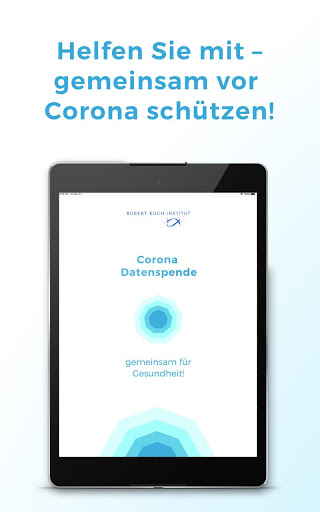 Helfen Sie mit –
gemeinsam vor
Corona schützen!
ROBERT KOCH INSTITUT
Corona
Datenspende
gemeinsam für
Gesundheit!